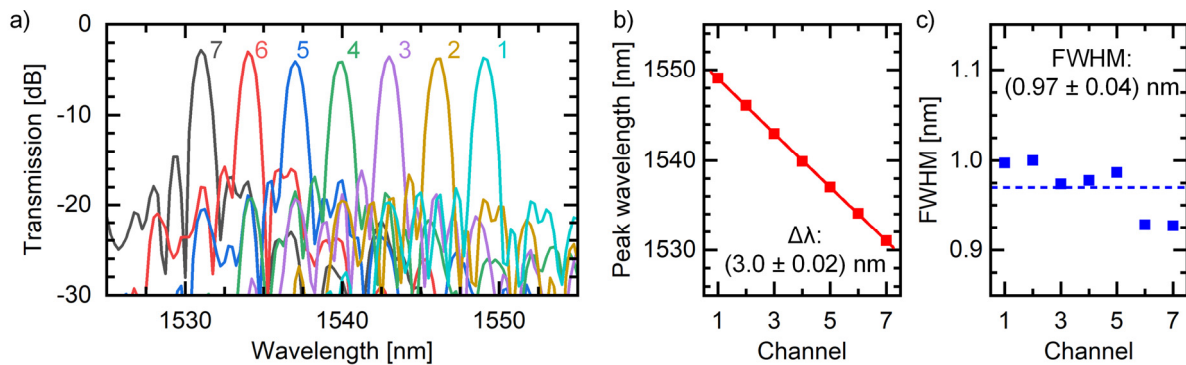 a)
Transmission [dB]
0
-10
-20
-30
7 6 5 4 3 2 1
1530 1540 1550
Wavelength [nm]
b)
Peak wavelength [nm]
1550
1540
1530
Δλ:
(3.0 ± 0.02) nm
1 3 5 7
Channel
c)
FWHM [nm]
1.1
1.0
0.9
FWHM:
(0.97 ± 0.04) nm
1 3 5 7
Channel